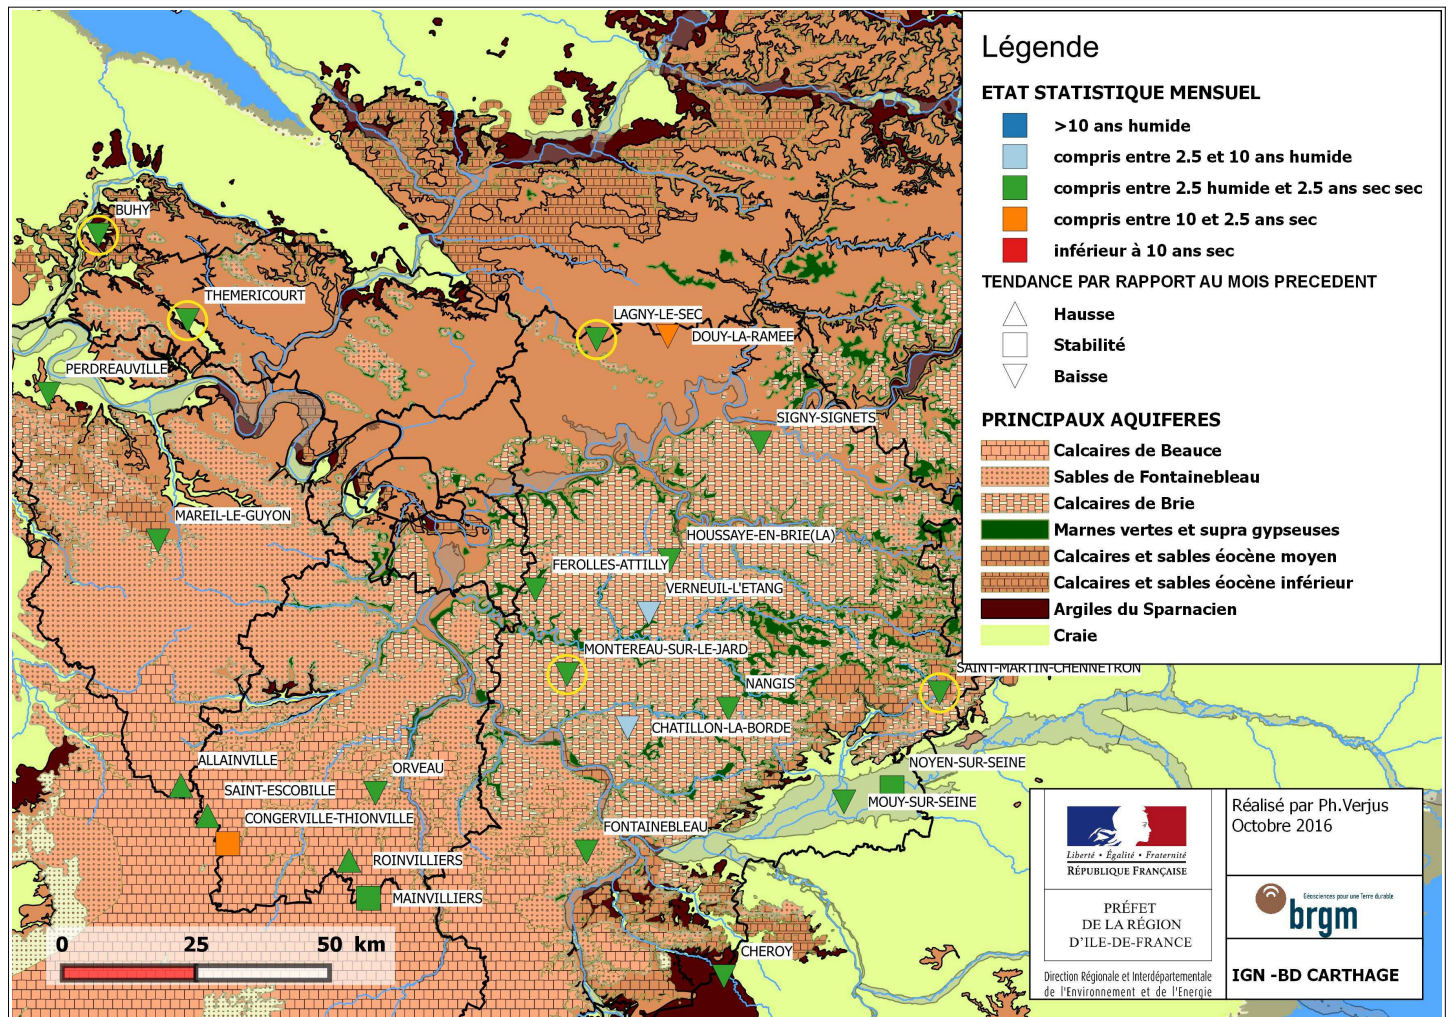 Légende
ETAT STATISTIQUE MENSUEL
>10 ans humide
compris entre 2.5 et 10 ans humide
compris entre 2.5 humide et 2.5 ans sec sec
compris entre 10 et 2.5 ans sec
inférieur à 10 ans sec
TENDANCE PAR RAPPORT AU MOIS PRECEDENT
Hausse
Stabilité
Baisse
PRINCIPAUX AQUIFERES
Calcaires de Beauce
Sables de Fontainebleau
Calcaires de Brie
Marnes vertes et supra gypseuses
Calcaires et sables éocène moyen
Calcaires et sables éocène inférieur
Argiles du Sparnacien
Craie
BUHY
THEMERICOURT
LAGNY-LE-SEC
DOUY-LA-RAMEE
PERDREAUVILLE
SIGNY-SIGNETS
MAREIL-LE-GUYON
HOUSSAYE-EN-BRIE(LA)
FEROLLES-ATTILLY
VERNEUIL-L'ETANG
MONTEREAU-SUR-LE-JARD
SAINT-MARTIN-CHENNETRON
NANGIS
CHATILLON-LA-BORDE
ALLAINVILLE
ORVEAU
NOYEN-SUR-SEINE
SAINT-ESCOBILLE
MOUY-SUR-SEINE
CONGERVILLE-THIONVILLE
FONTAINEBLEAU
ROINVILLIERS
MAINVILLIERS
CHEROY
0 25 50 km
Liberté • Égalité • Fraternité
RÉPUBLIQUE FRANÇAISE
PRÉFET
DE LA RÉGION
D'ILE-DE-FRANCE
Direction Régionale et Interdépartementale
de l'Environnement et de l'Energie
Réalisé par Ph.Verjus
Octobre 2016
Géosciences pour une Terre durable
brgm
IGN -BD CARTHAGE